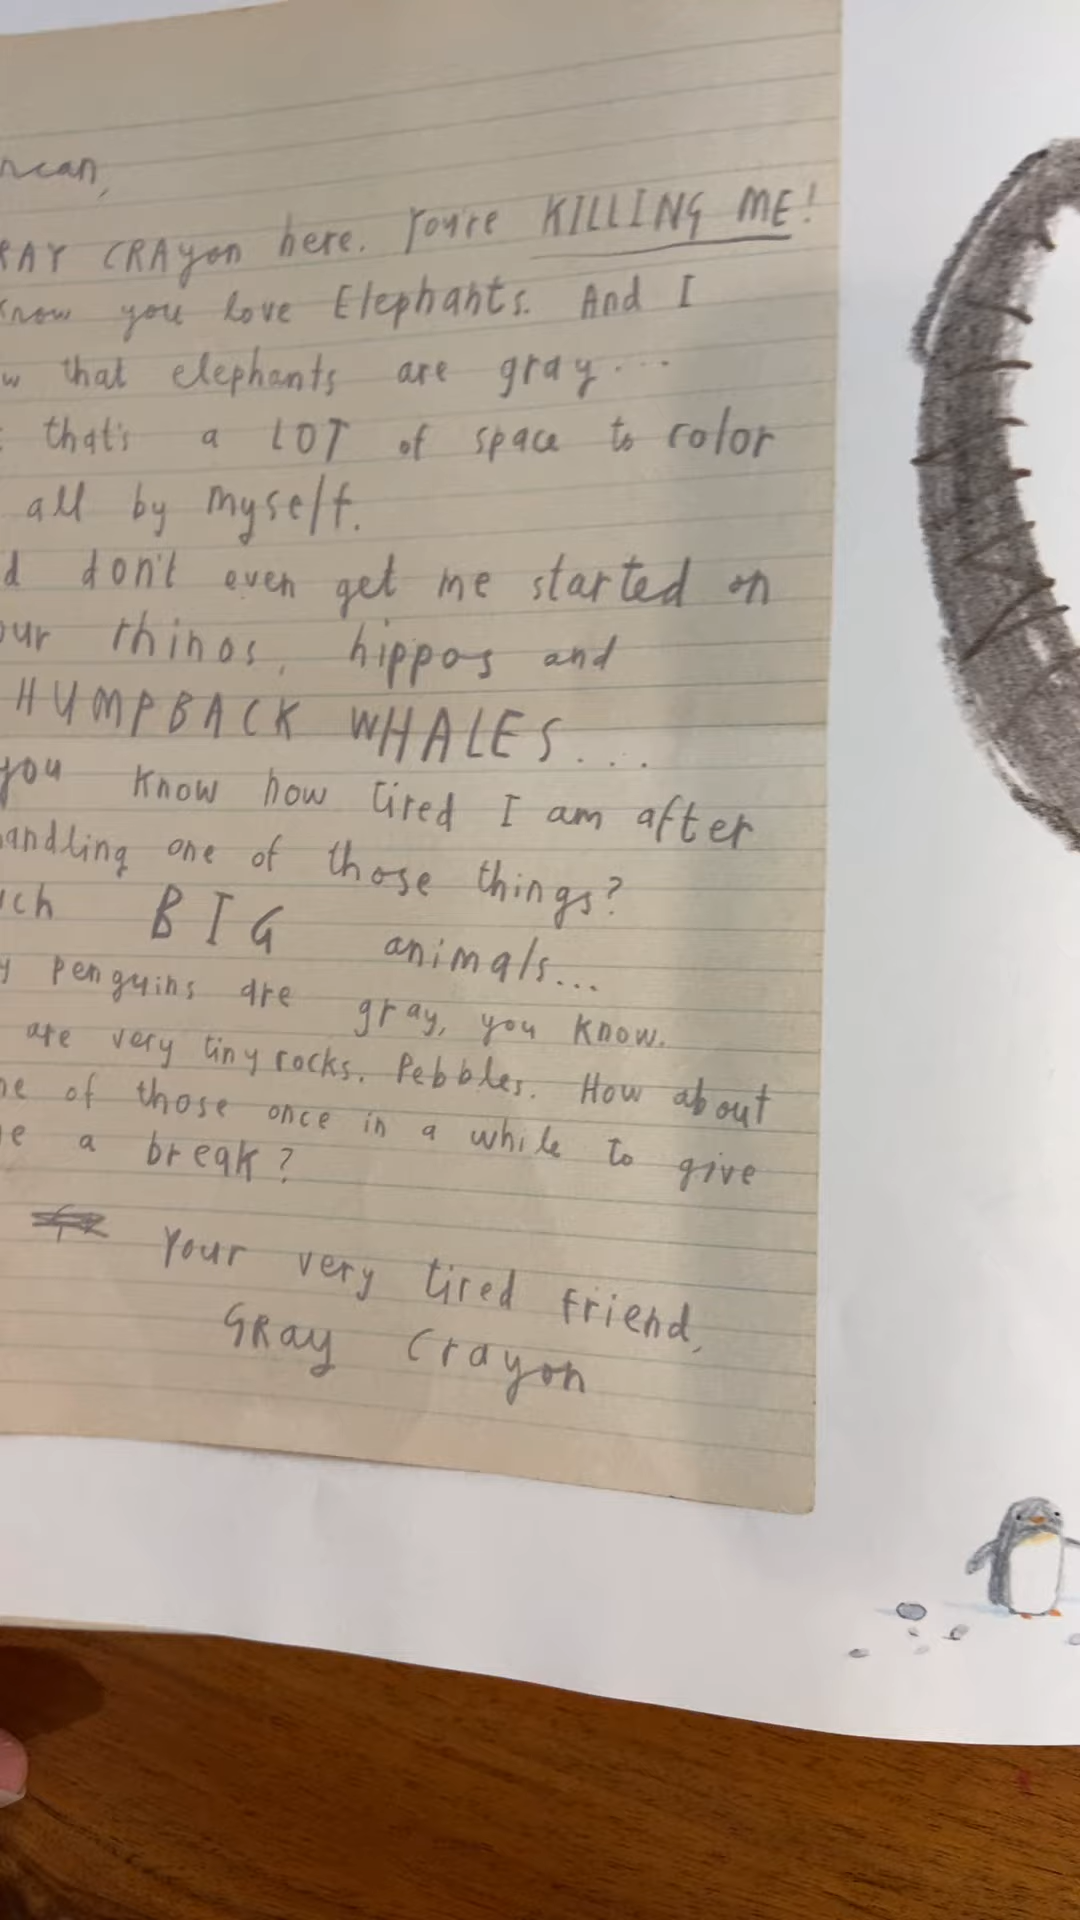 ncan,
RAY CRAyon here. You're KILLING ME!
know you love Elephants. And I
w that elephants are gray...
that's a LOT of space to color
all by myself.
d don't even get me started on
our rhinos, hippos and
HUMPBACK WHALES....
you know how tired I am after
andling one of those things?
uch BIG animals...
y penguins are gray, you know.
are very tiny rocks. Pebbles. How about
ne of those once in a while to give
e a break?
Your very tired friend,
GRay Crayon